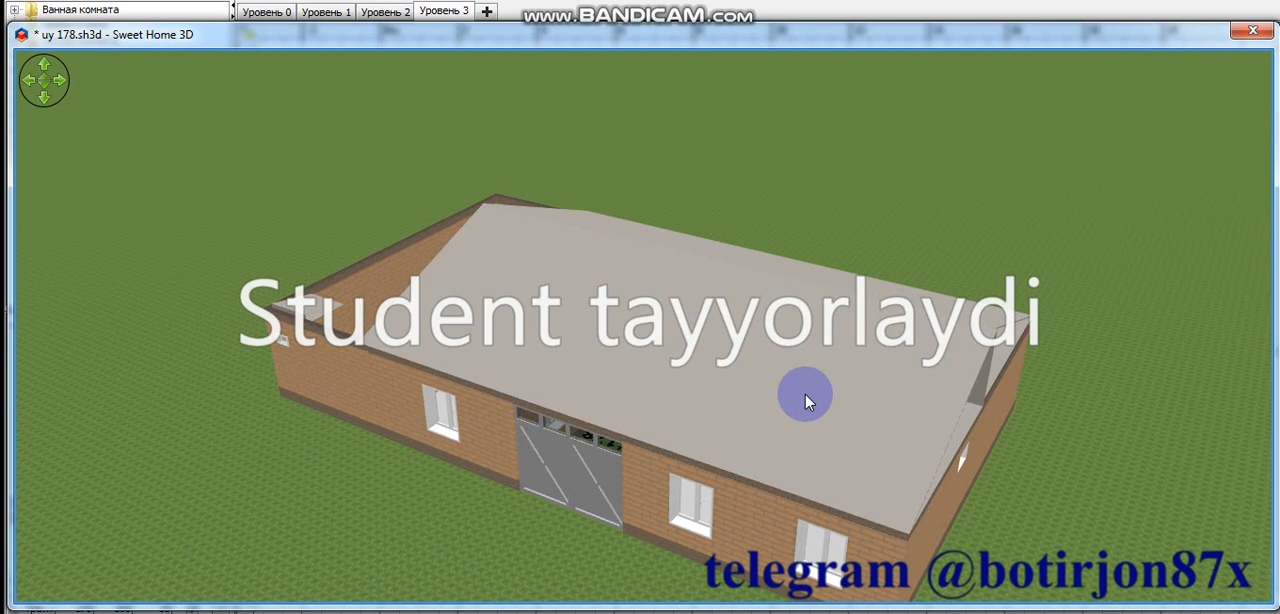 Ванная комната
Уровень 0 Уровень 1 Уровень 2 Уровень 3
www.BANDICAM.com
* uy 178.sh3d - Sweet Home 3D
Student tayyorlaydi
telegram @botirjon87x